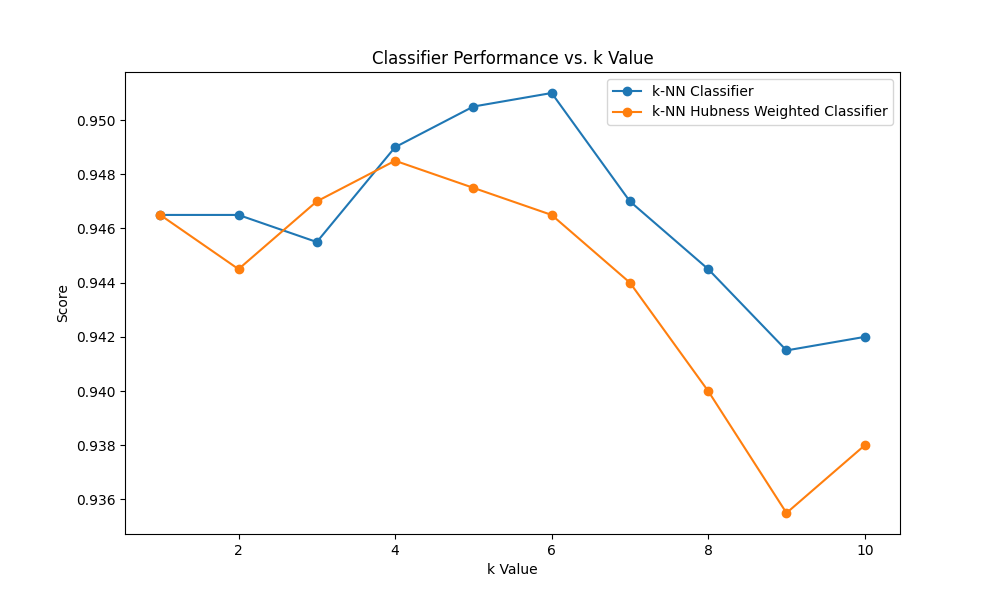 Classifier Performance vs. k Value
k-NN Classifier
k-NN Hubness Weighted Classifier
0.950
0.948
0.946
0.944
0.942
0.940
0.938
0.936
Score
2
4
6
8
10
k Value